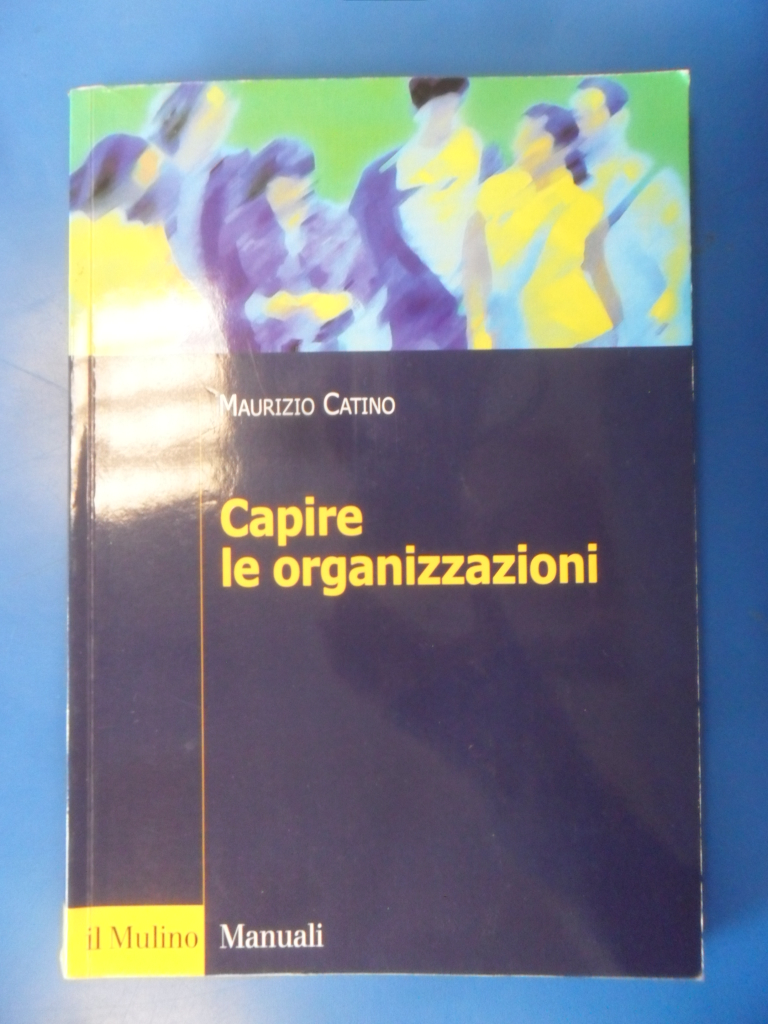 Maurizio Catino
Capire
le organizzazioni
il Mulino
Manuali